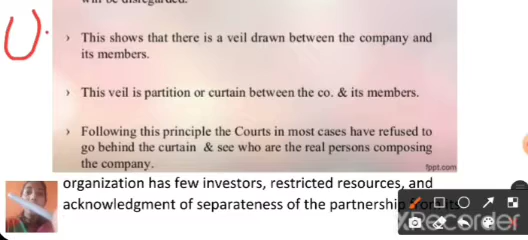 › This shows that there is a veil drawn between the company and
its members.
› This veil is partition or curtain between the co. & its members.
› Following this principle the Courts in most cases have refused to
go behind the curtain & see who are the real persons composing
the company.
fppt.com
organization has few investors, restricted resources, and
acknowledgment of separateness of the partnership from its
XRecorder